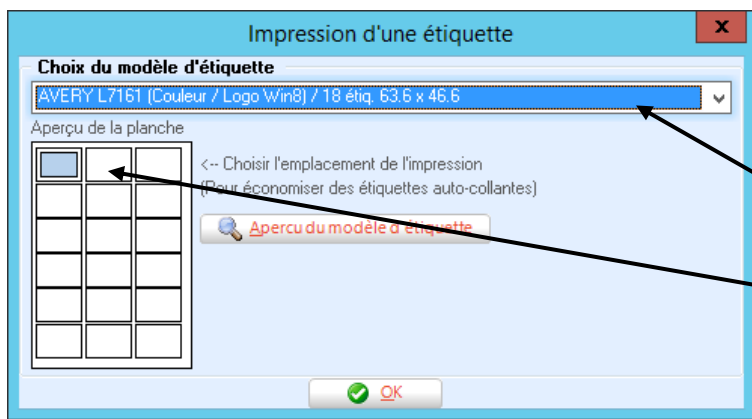 Impression d'une étiquette
x
Choix du modèle d'étiquette
AVERY L7161 (Couleur / Logo Win8) / 18 étiq. 63.6 x 46.6
Aperçu de la planche
<-- Choisir l'emplacement de l'impression
(Pour économiser des étiquettes auto-collantes)
Apercu du modèle d'étiquette
OK